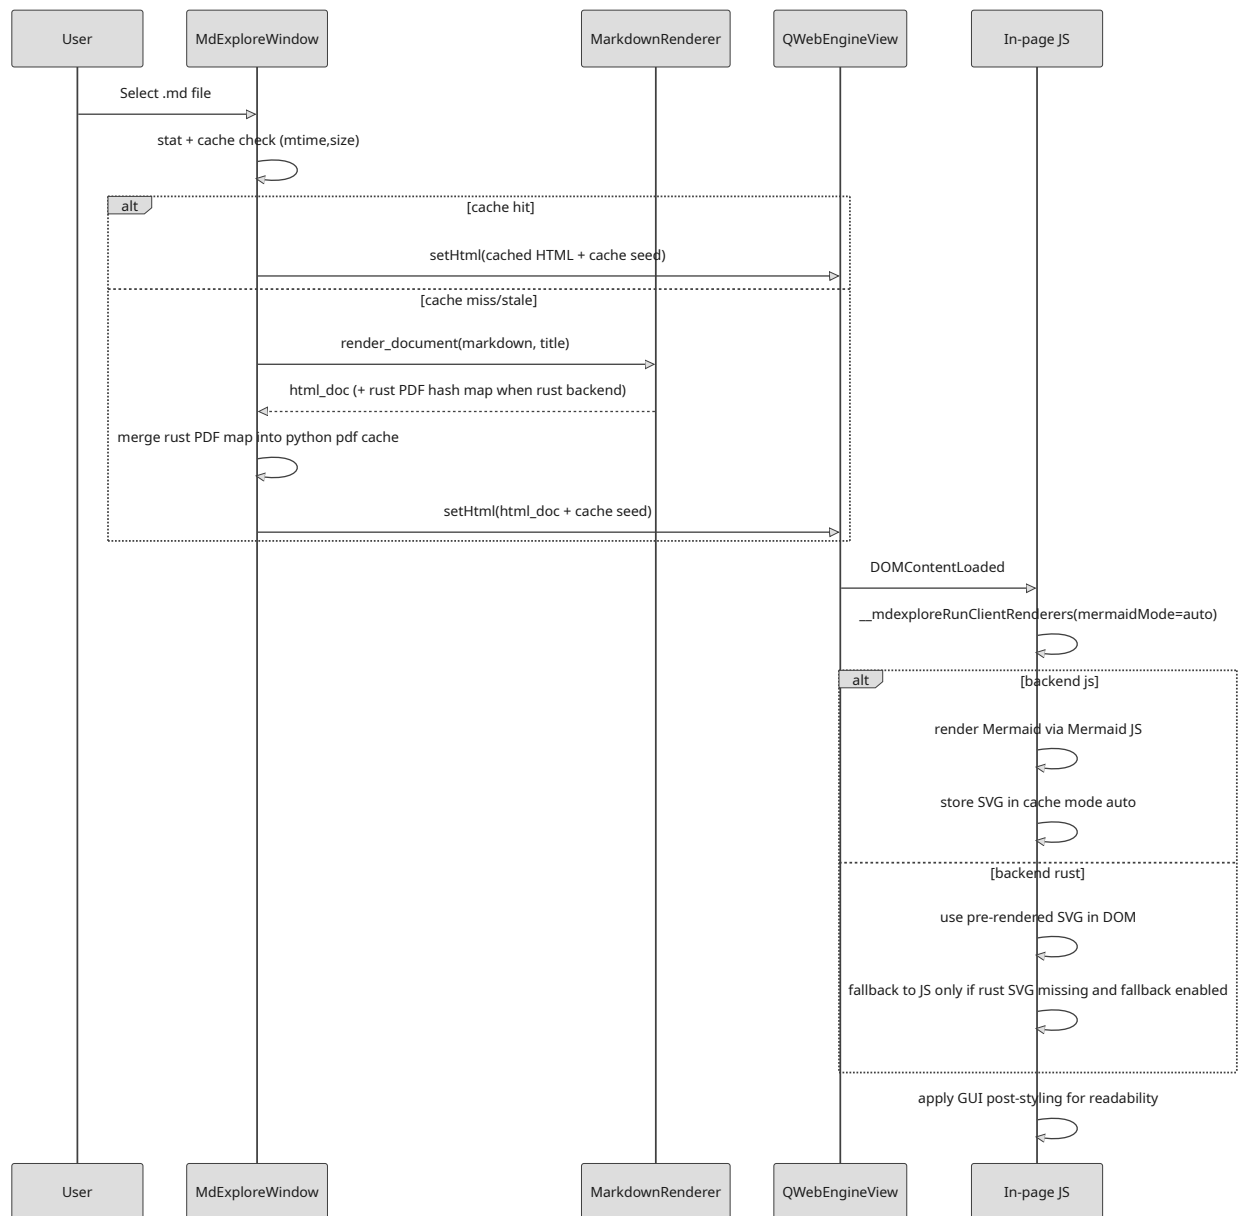 User
MdExploreWindow
MarkdownRenderer
QWebEngineView
In-page JS
Select .md file
stat + cache check (mtime,size)
alt
[cache hit]
setHtml(cached HTML + cache seed)
[cache miss/stale]
render_document(markdown, title)
html_doc (+ rust PDF hash map when rust backend)
merge rust PDF map into python pdf cache
setHtml(html_doc + cache seed)
DOMContentLoaded
__mdexploreRunClientRenderers(mermaidMode=auto)
alt
[backend js]
render Mermaid via Mermaid JS
store SVG in cache mode auto
[backend rust]
use pre-rendered SVG in DOM
fallback to JS only if rust SVG missing and fallback enabled
apply GUI post-styling for readability
User
MdExploreWindow
MarkdownRenderer
QWebEngineView
In-page JS